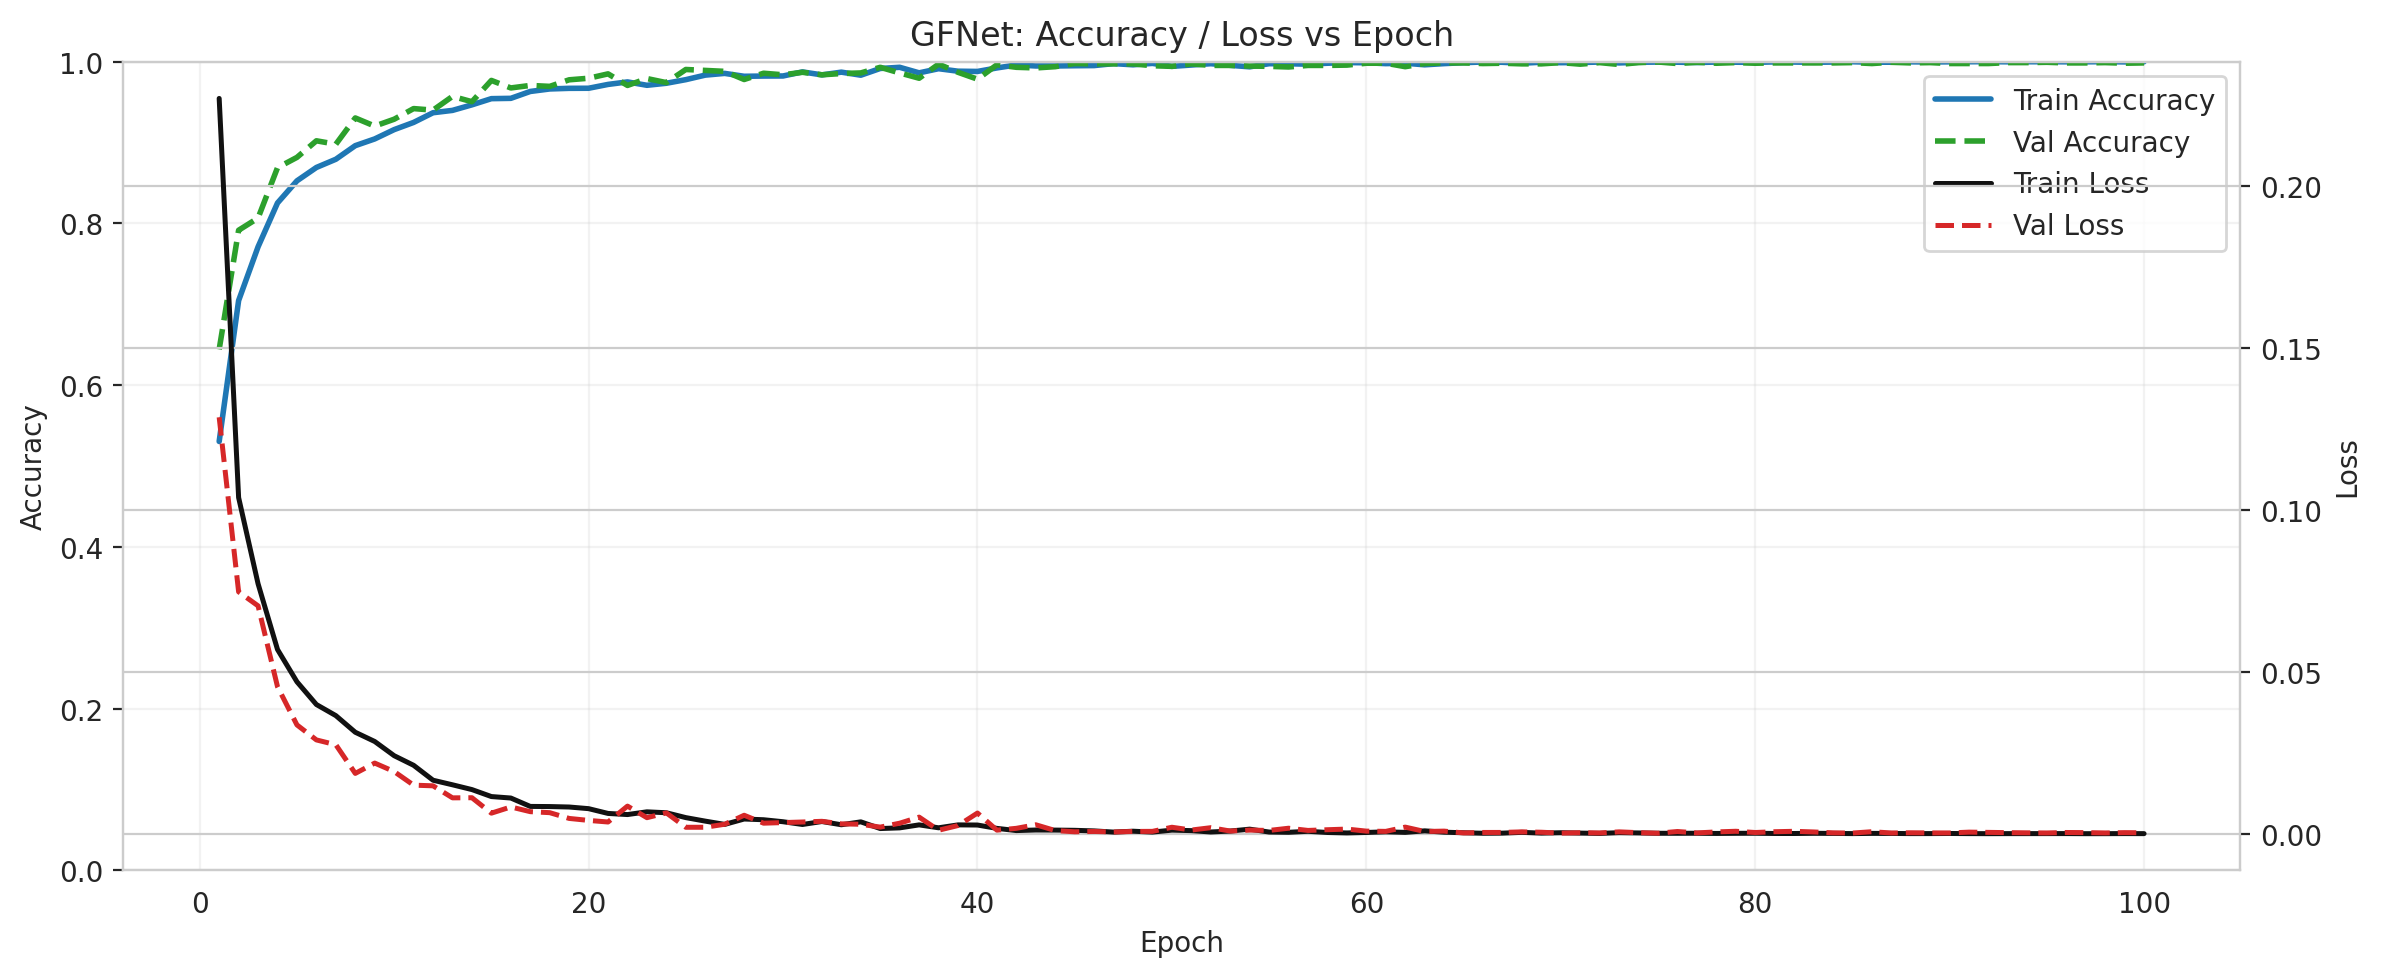 GFNet: Accuracy / Loss vs Epoch
1.0
0.8
0.6
0.4
0.2
0.0
Accuracy
Train Accuracy
Val Accuracy
Train Loss
Val Loss
0.20
0.15
0.10
0.05
0.00
Loss
0 20 40 60 80 100
Epoch